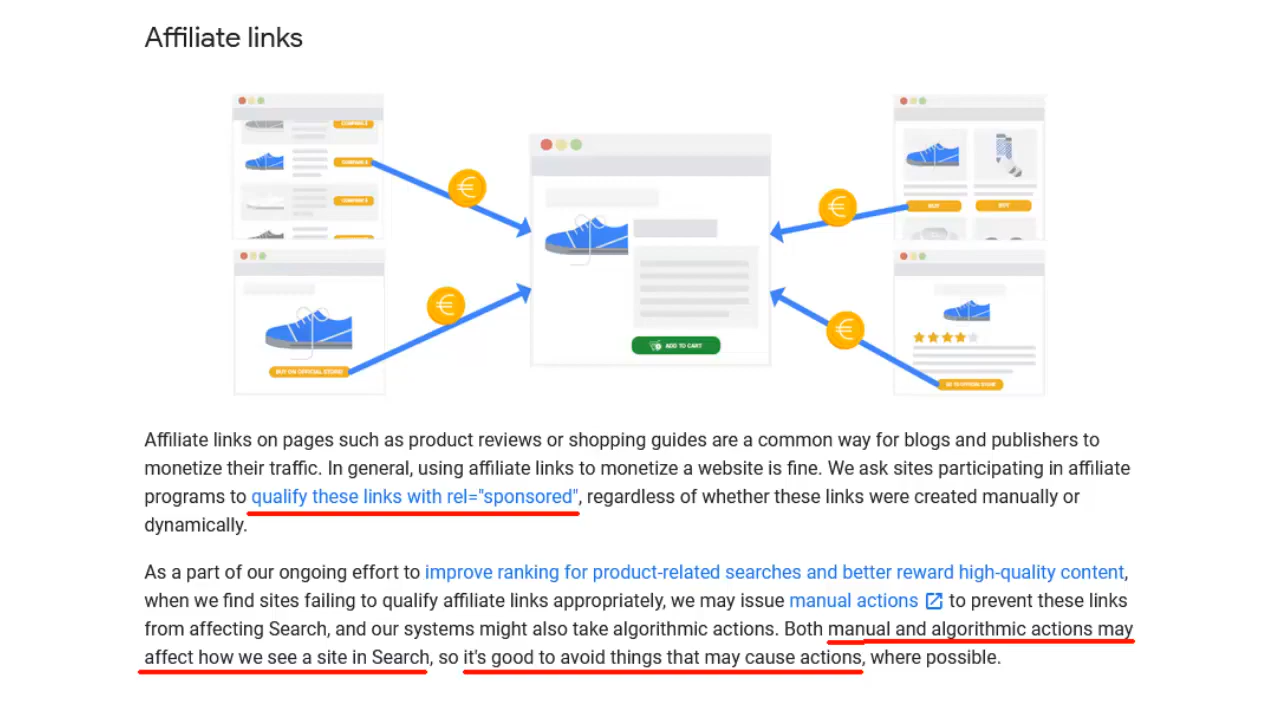 Affiliate links
COMPARE $
COMPARE $
BUY
BUY
ADD TO CART
BUY ON OFFICIAL STORE
GO TO OFFICIAL STORE
Affiliate links on pages such as product reviews or shopping guides are a common way for blogs and publishers to
monetize their traffic. In general, using affiliate links to monetize a website is fine. We ask sites participating in affiliate
programs to qualify these links with rel="sponsored", regardless of whether these links were created manually or
dynamically.
As a part of our ongoing effort to improve ranking for product-related searches and better reward high-quality content,
when we find sites failing to qualify affiliate links appropriately, we may issue manual actions to prevent these links
from affecting Search, and our systems might also take algorithmic actions. Both manual and algorithmic actions may
affect how we see a site in Search, so it's good to avoid things that may cause actions, where possible.